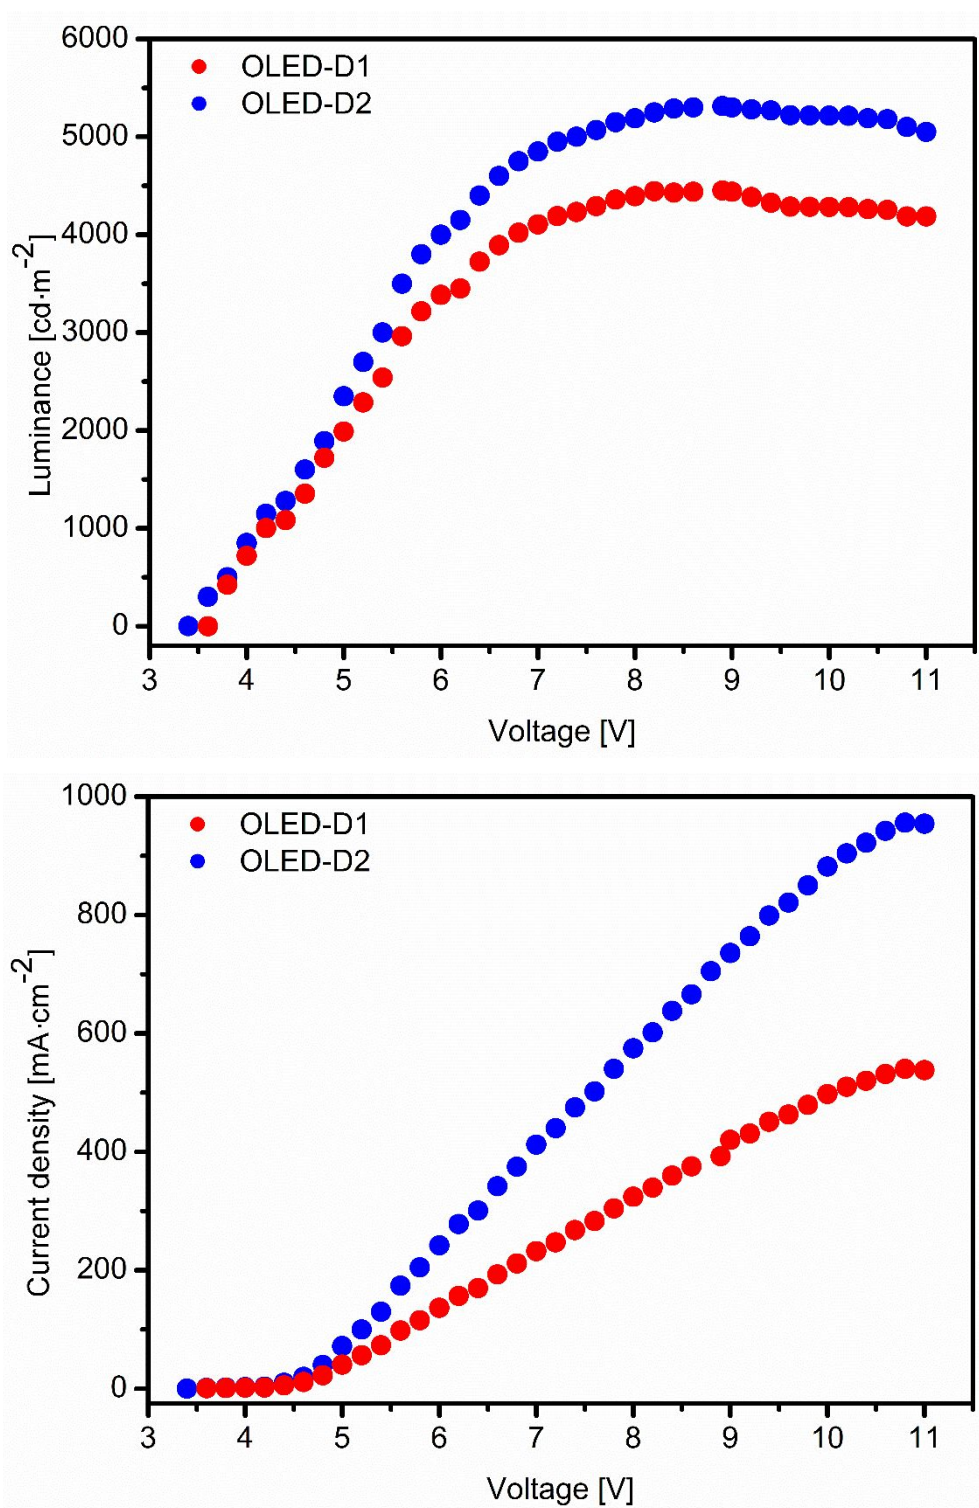 6000
OLED-D1
OLED-D2
5000
4000
3000
2000
1000
0
Luminance [cd·m⁻²]
3 4 5 6 7 8 9 10 11
Voltage [V]
1000
OLED-D1
OLED-D2
800
600
400
200
0
Current density [mA·cm⁻²]
3 4 5 6 7 8 9 10 11
Voltage [V]